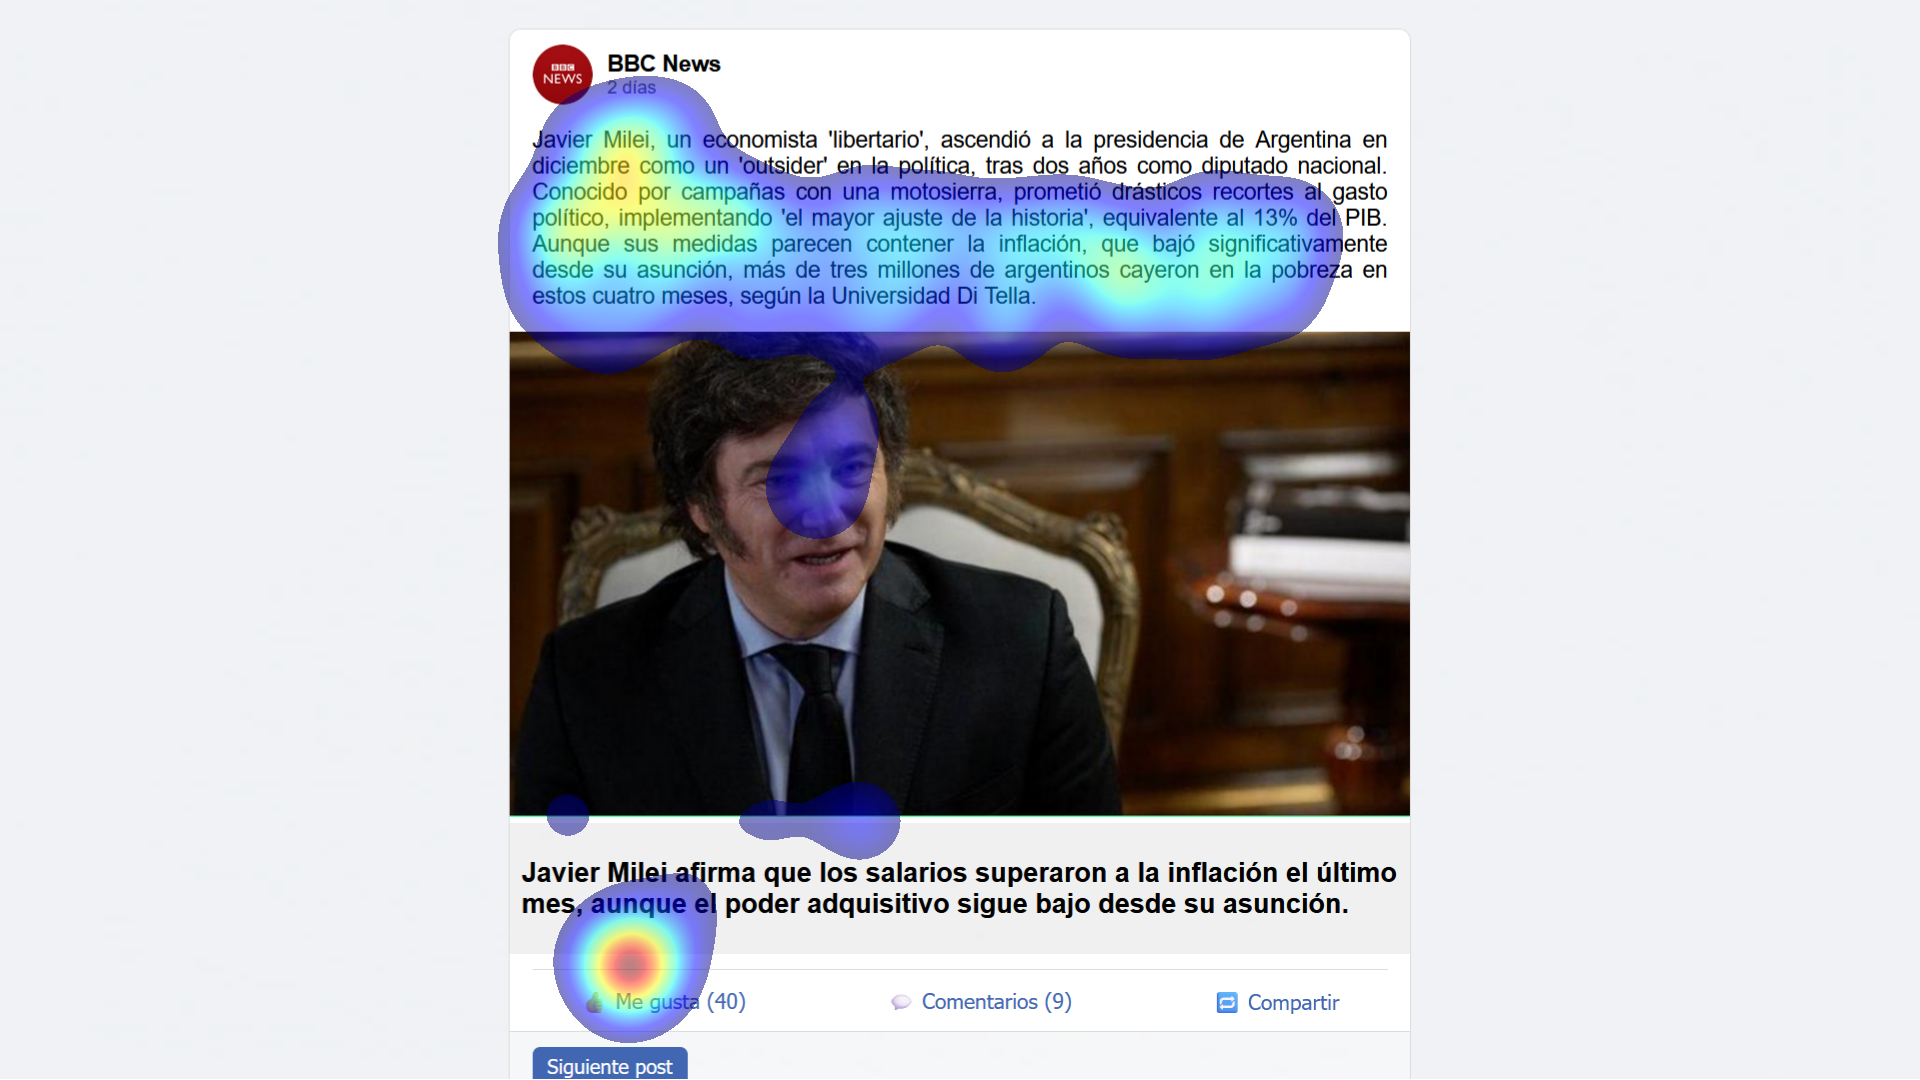 BBC
NEWS
BBC News
2 días
Javier Milei, un economista 'libertario', ascendió a la presidencia de Argentina en
diciembre como un 'outsider' en la política, tras dos años como diputado nacional.
Conocido por campañas con una motosierra, prometió drásticos recortes al gasto
político, implementando 'el mayor ajuste de la historia', equivalente al 13% del PIB.
Aunque sus medidas parecen contener la inflación, que bajó significativamente
desde su asunción, más de tres millones de argentinos cayeron en la pobreza en
estos cuatro meses, según la Universidad Di Tella.
Javier Milei afirma que los salarios superaron a la inflación el último
mes, aunque el poder adquisitivo sigue bajo desde su asunción.
Me gusta (40) Comentarios (9) Compartir
Siguiente post